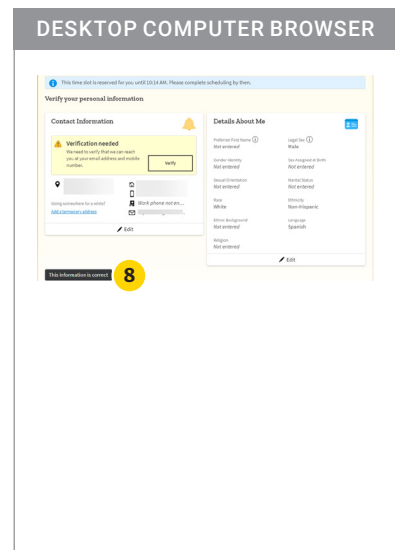 DESKTOP COMPUTER BROWSER
This time slot is reserved for you until 10:14 AM. Please complete scheduling by then.
Verify your personal information
Contact Information
Verification needed
We need to verify that we can reach
you at your email address and mobile
number.
Verify
Work phone not en...
Going somewhere for a while?
Add a temporary address
Edit
Details About Me
Preferred First Name
Legal Sex
Not entered
Male
Gender Identity
Sex Assigned at Birth
Not entered
Not entered
Sexual Orientation
Marital Status
Not entered
Not entered
Race
Ethnicity
White
Non-Hispanic
Ethnic Background
Language
Not entered
Spanish
Religion
Not entered
Edit
This information is correct
8